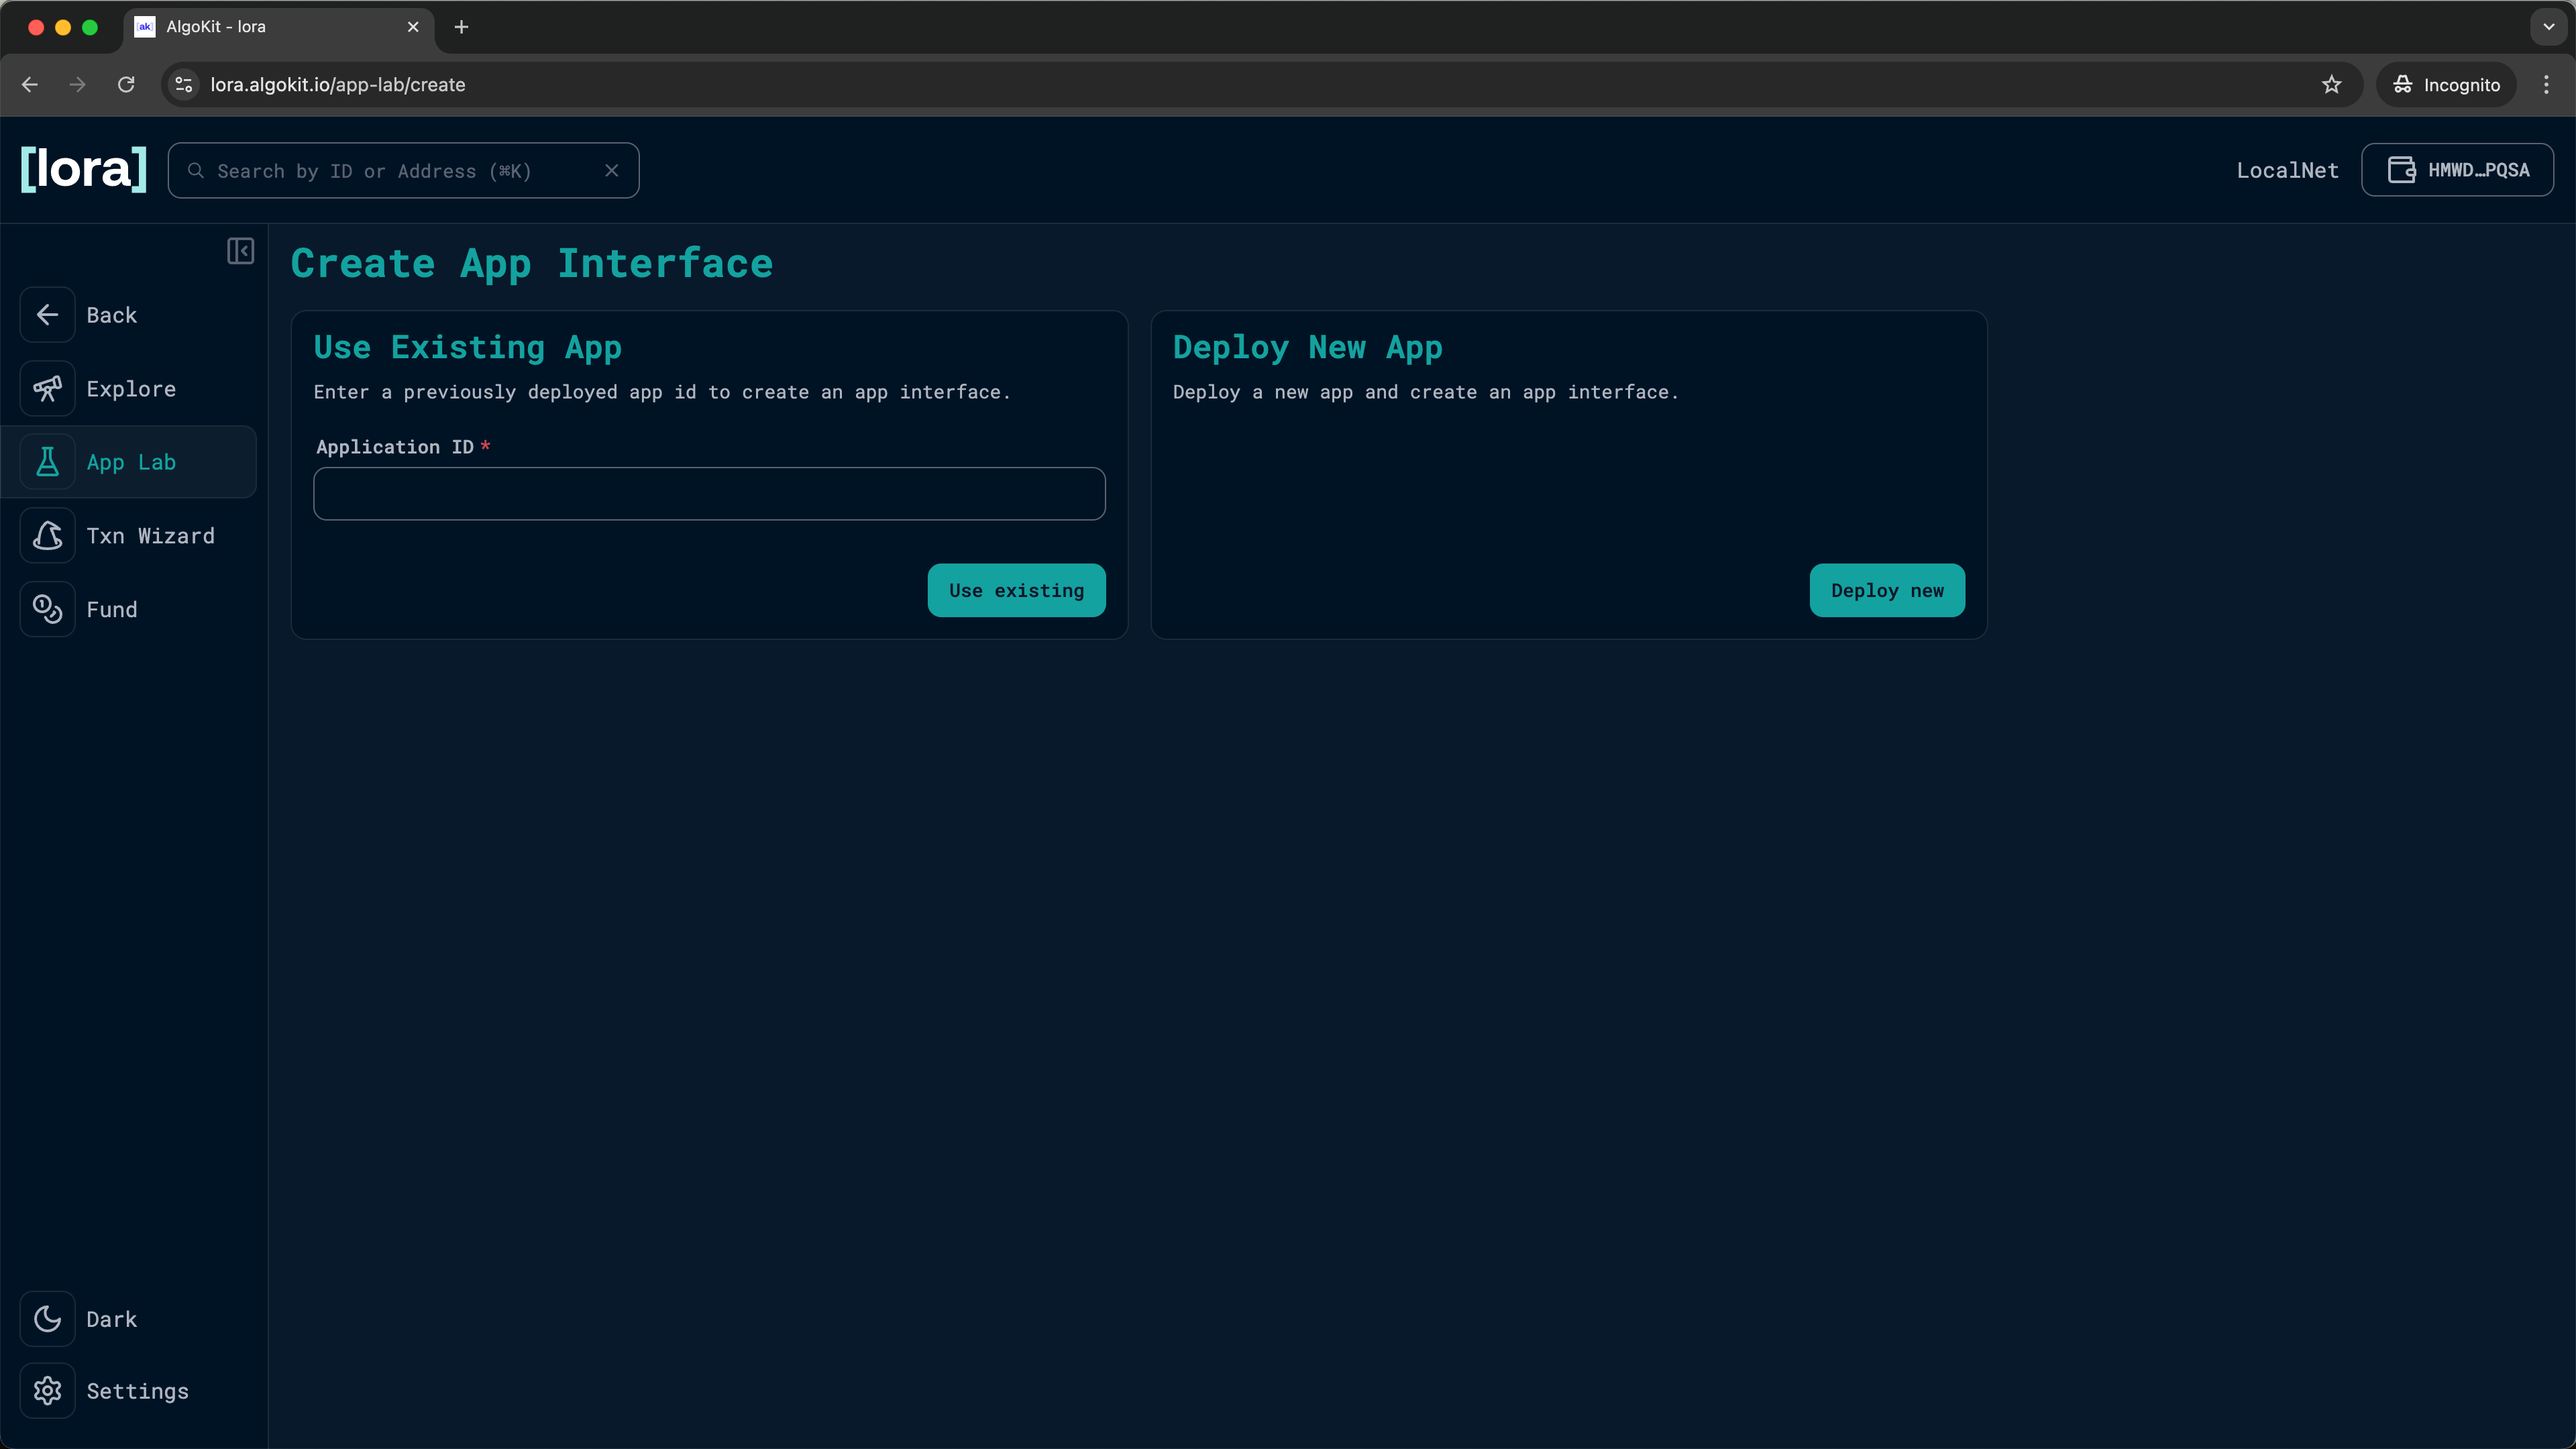 [ak]
AlgoKit - lora
lora.algokit.io/app-lab/create
Incognito
[lora]
Search by ID or Address (⌘K)
LocalNet
HMWD…PQSA
Back
Explore
App Lab
Txn Wizard
Fund
Dark
Settings
Create App Interface
Use Existing App
Enter a previously deployed app id to create an app interface.
Application ID *
Use existing
Deploy New App
Deploy a new app and create an app interface.
Deploy new